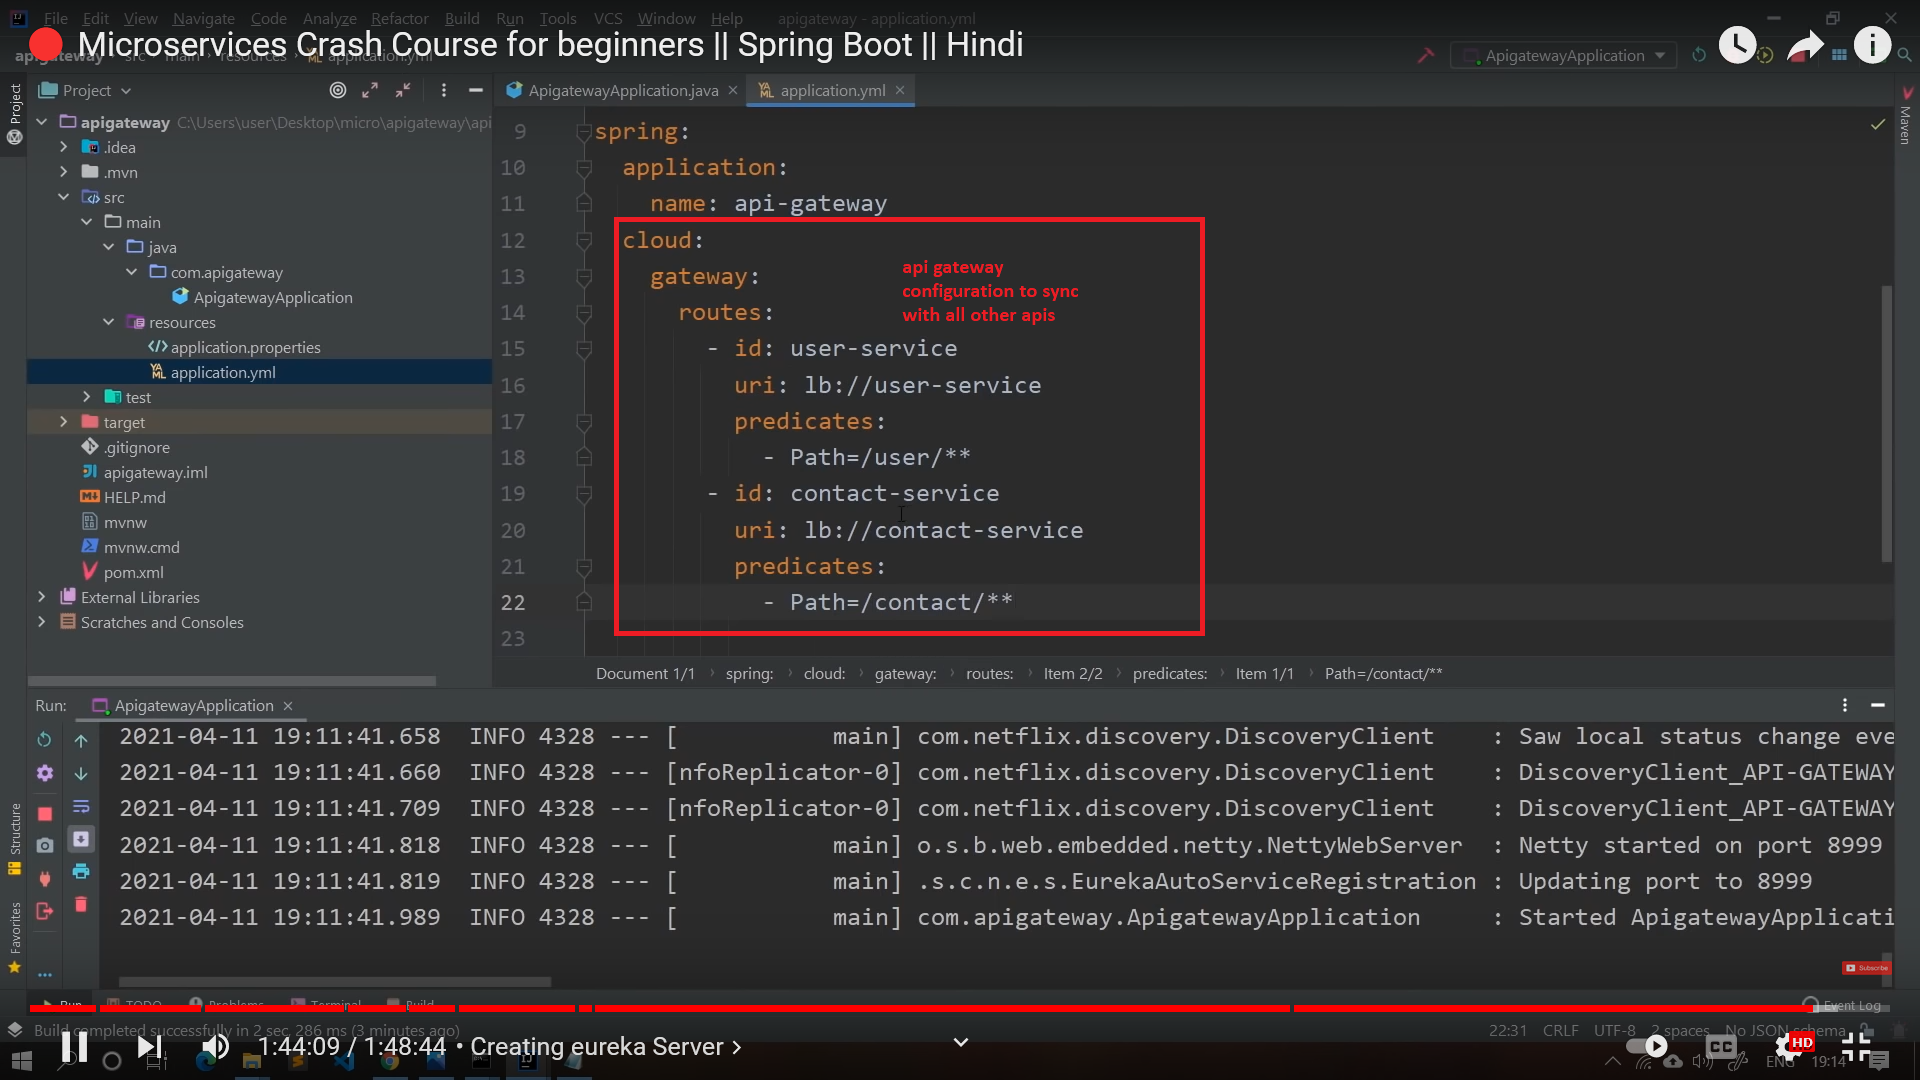 File Edit View Navigate Code Analyze Refactor Build Run Tools VCS Window Help apigateway - application.yml
Microservices Crash Course for beginners || Spring Boot || Hindi
apigateway src main resources application.yml
ApigatewayApplication
Project
Project
ApigatewayApplication.java
application.yml
Maven
apigateway C:\Users\user\Desktop\micro\apigateway\api
.idea
.mvn
src
main
java
com.apigateway
ApigatewayApplication
resources
application.properties
application.yml
test
target
.gitignore
apigateway.iml
HELP.md
mvnw
mvnw.cmd
pom.xml
External Libraries
Scratches and Consoles
9 spring:
10 application:
11 name: api-gateway
12 cloud:
13 gateway:
14 routes:
15 - id: user-service
16 uri: lb://user-service
17 predicates:
18 - Path=/user/**
19 - id: contact-service
20 uri: lb://contact-service
21 predicates:
22 - Path=/contact/**
23
api gateway
configuration to sync
with all other apis
Document 1/1 › spring: › cloud: › gateway: › routes: › Item 2/2 › predicates: › Item 1/1 › Path=/contact/**
Run: ApigatewayApplication
2021-04-11 19:11:41.658 INFO 4328 --- [ main] com.netflix.discovery.DiscoveryClient : Saw local status change eve
2021-04-11 19:11:41.660 INFO 4328 --- [nfoReplicator-0] com.netflix.discovery.DiscoveryClient : DiscoveryClient_API-GATEWAY
2021-04-11 19:11:41.709 INFO 4328 --- [nfoReplicator-0] com.netflix.discovery.DiscoveryClient : DiscoveryClient_API-GATEWAY
2021-04-11 19:11:41.818 INFO 4328 --- [ main] o.s.b.web.embedded.netty.NettyWebServer : Netty started on port 8999
2021-04-11 19:11:41.819 INFO 4328 --- [ main] .s.c.n.e.s.EurekaAutoServiceRegistration : Updating port to 8999
2021-04-11 19:11:41.989 INFO 4328 --- [ main] com.apigateway.ApigatewayApplication : Started ApigatewayApplicati
Structure
Favorites
Subscribe
Run TODO Problems Terminal Build Event Log
Build completed successfully in 2 sec, 286 ms (3 minutes ago) 22:31 CRLF UTF-8 2 spaces No JSON schema
1:44:09 / 1:48:44 • Creating eureka Server ›
CC
HD
ENG 19:14